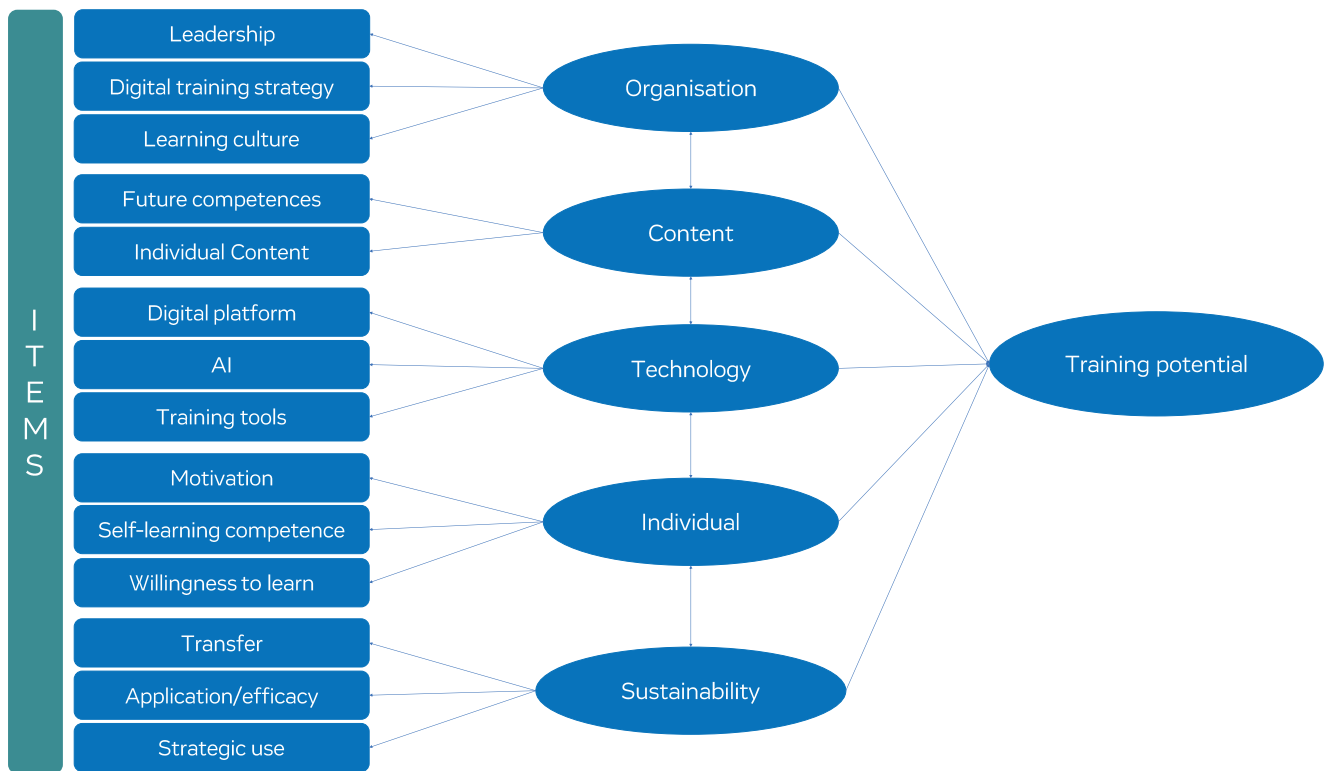 ITEMS
Leadership
Digital training strategy
Learning culture
Future competences
Individual Content
Digital platform
AI
Training tools
Motivation
Self-learning competence
Willingness to learn
Transfer
Application/efficacy
Strategic use
Organisation
Content
Technology
Individual
Sustainability
Training potential